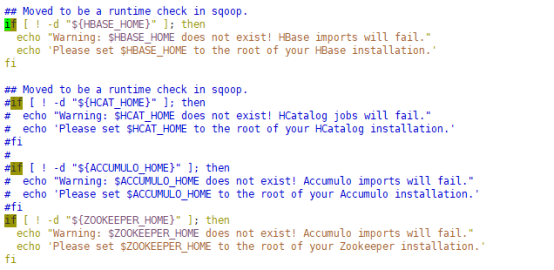 ## Moved to be a runtime check in sqoop.
if [ ! -d "${HBASE_HOME}" ]; then
  echo "Warning: $HBASE_HOME does not exist! HBase imports will fail."
  echo 'Please set $HBASE_HOME to the root of your HBase installation.'
fi

## Moved to be a runtime check in sqoop.
#if [ ! -d "${HCAT_HOME}" ]; then
#  echo "Warning: $HCAT_HOME does not exist! HCatalog jobs will fail."
#  echo 'Please set $HCAT_HOME to the root of your HCatalog installation.'
#fi
#
#if [ ! -d "${ACCUMULO_HOME}" ]; then
#  echo "Warning: $ACCUMULO_HOME does not exist! Accumulo imports will fail."
#  echo 'Please set $ACCUMULO_HOME to the root of your Accumulo installation.'
#fi
if [ ! -d "${ZOOKEEPER_HOME}" ]; then
  echo "Warning: $ZOOKEEPER_HOME does not exist! Accumulo imports will fail."
  echo 'Please set $ZOOKEEPER_HOME to the root of your Zookeeper installation.'
fi